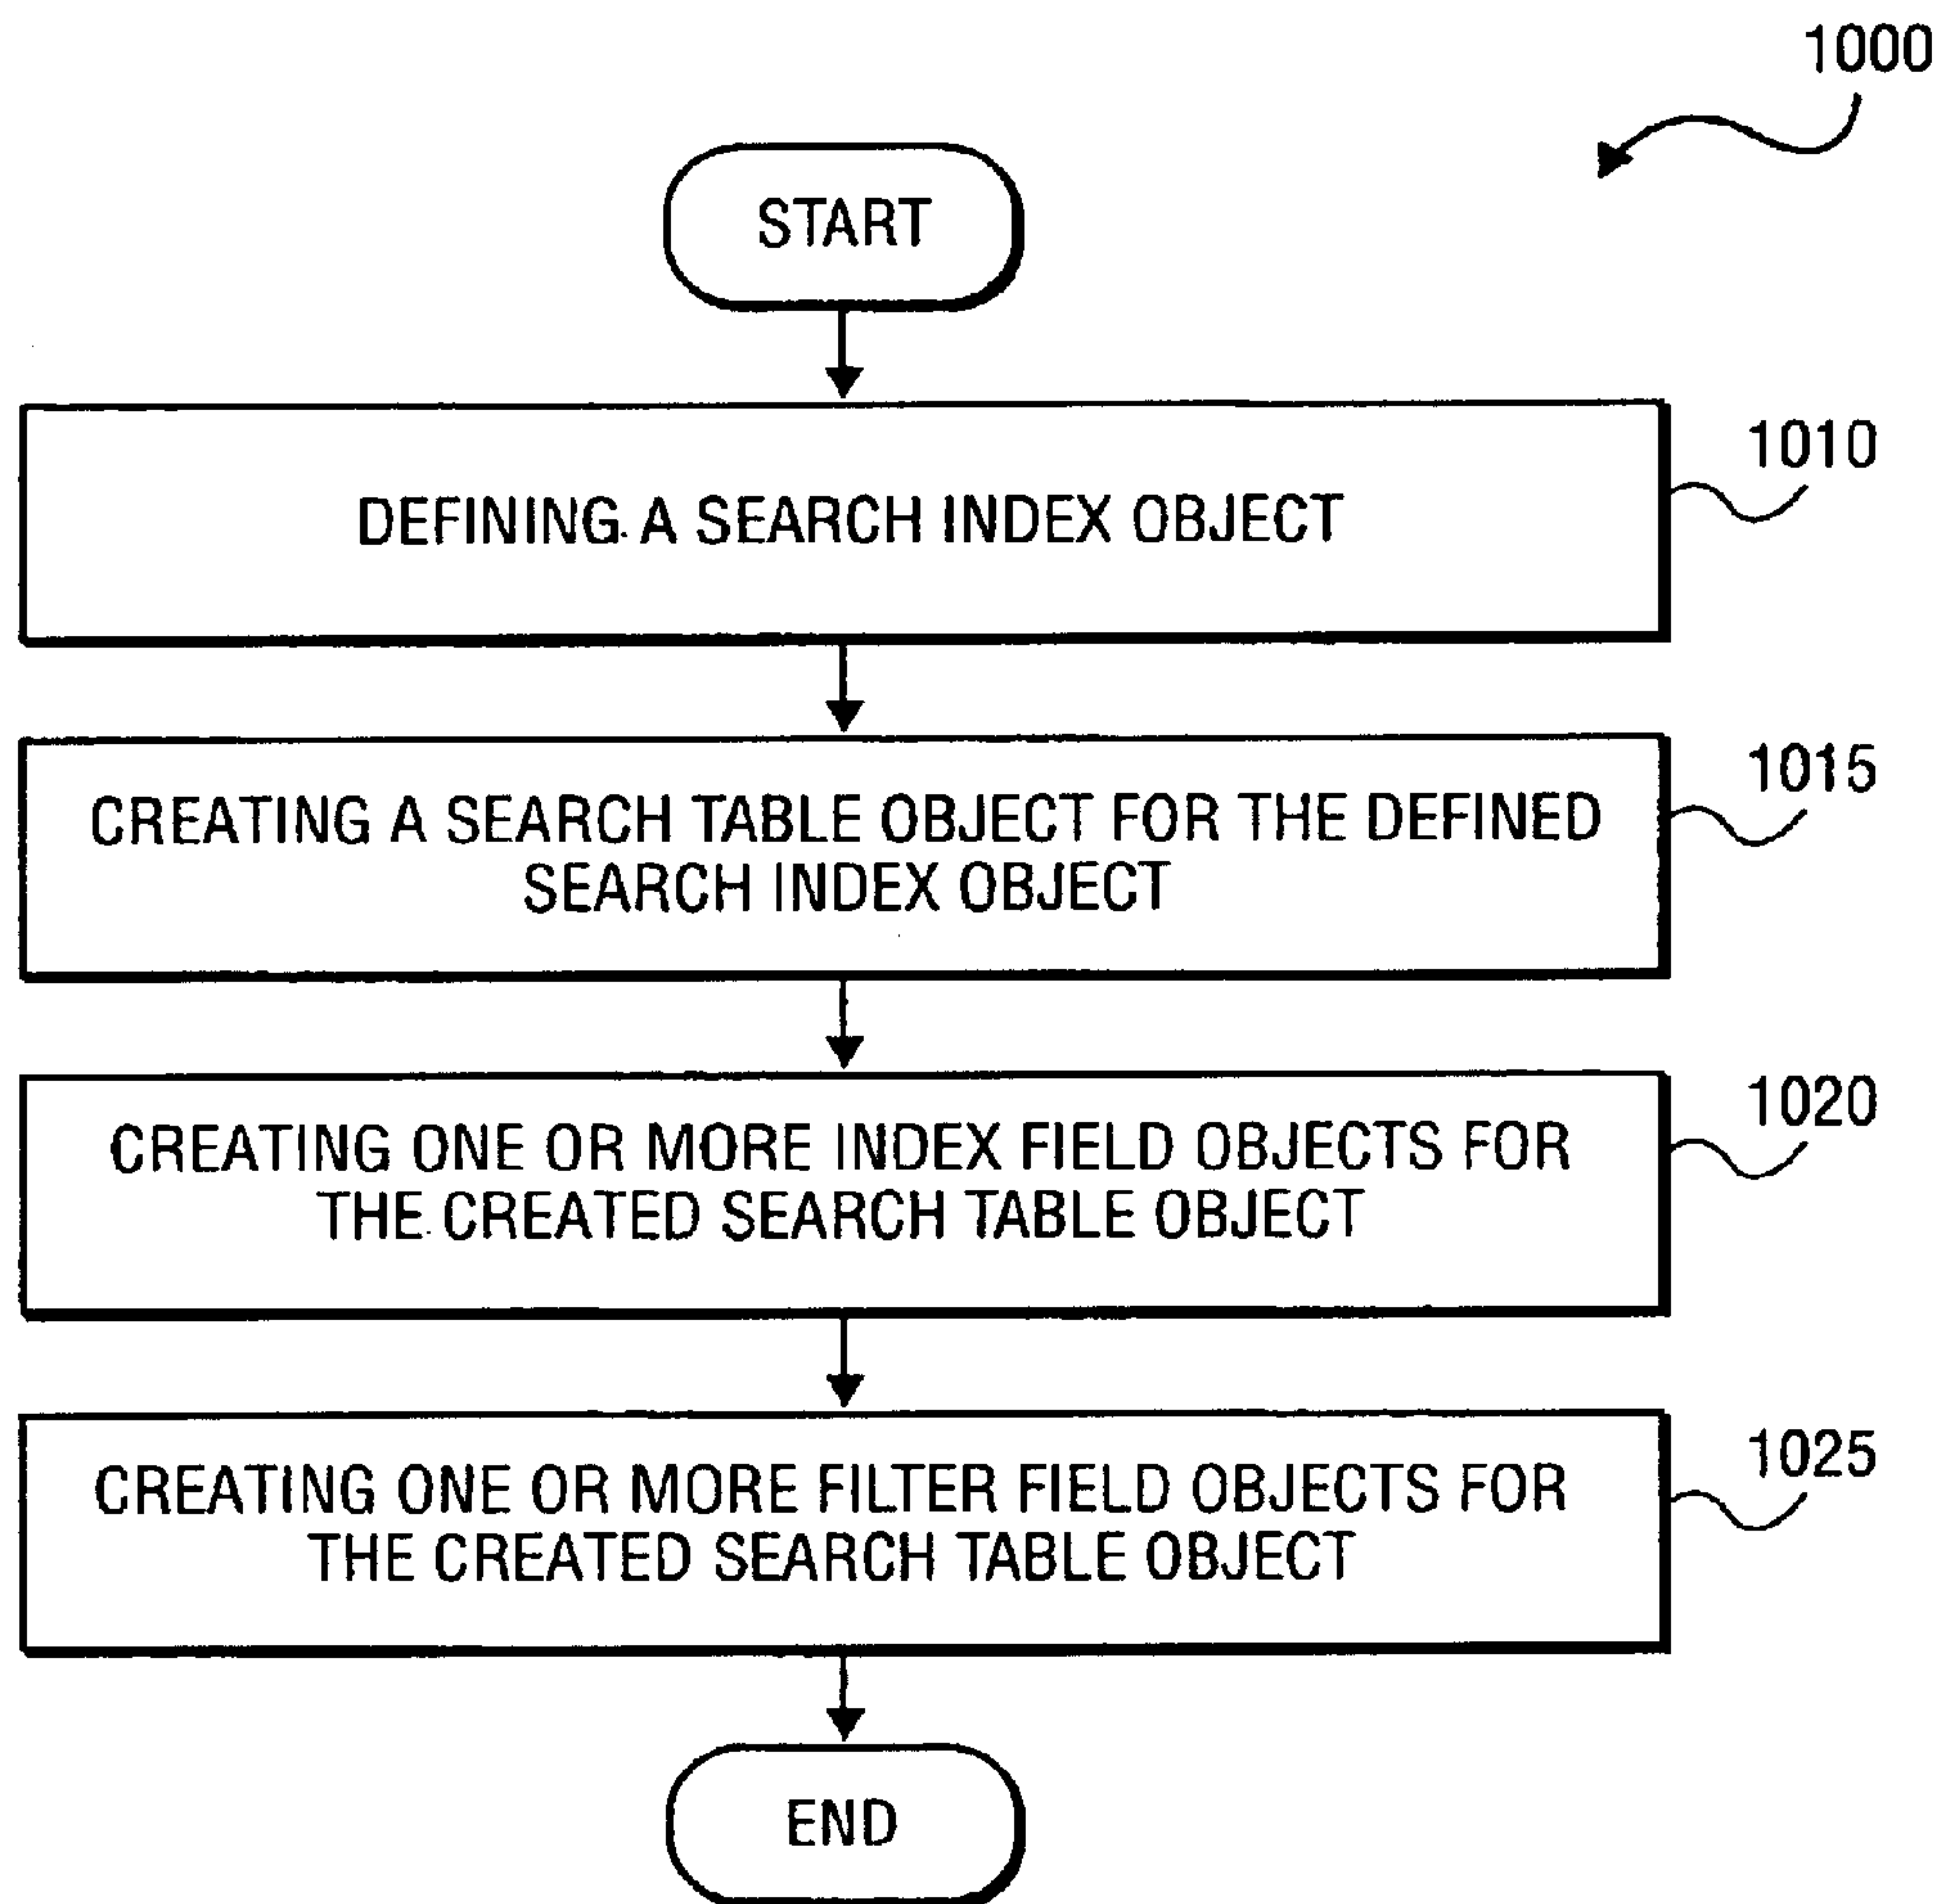 1000
START
DEFINING A SEARCH INDEX OBJECT
1010
CREATING A SEARCH TABLE OBJECT FOR THE DEFINED
SEARCH INDEX OBJECT
1015
CREATING ONE OR MORE INDEX FIELD OBJECTS FOR
THE CREATED SEARCH TABLE OBJECT
1020
CREATING ONE OR MORE FILTER FIELD OBJECTS FOR
THE CREATED SEARCH TABLE OBJECT
1025
END